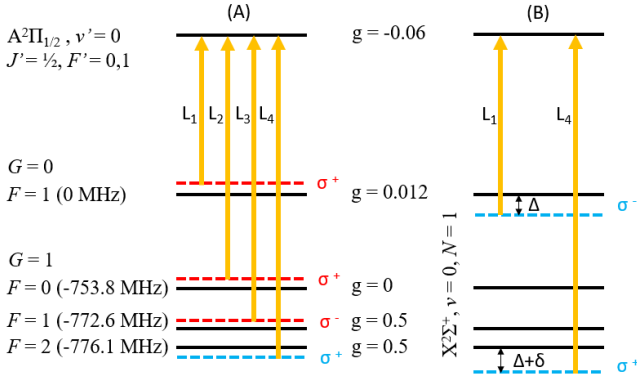 (A) (B)
A²Π₁/₂ , v’= 0 g = -0.06
J’= ½, F’= 0,1
L₁ L₂ L₃ L₄ L₁ L₄
G = 0
σ⁺
F = 1 (0 MHz) g = 0.012
Δ σ⁻
G = 1
σ⁺
F = 0 (-753.8 MHz) g = 0
F = 1 (-772.6 MHz) σ⁻ g = 0.5
F = 2 (-776.1 MHz) σ⁺ g = 0.5
Δ+δ σ⁺
X²Σ⁺, v = 0, N = 1